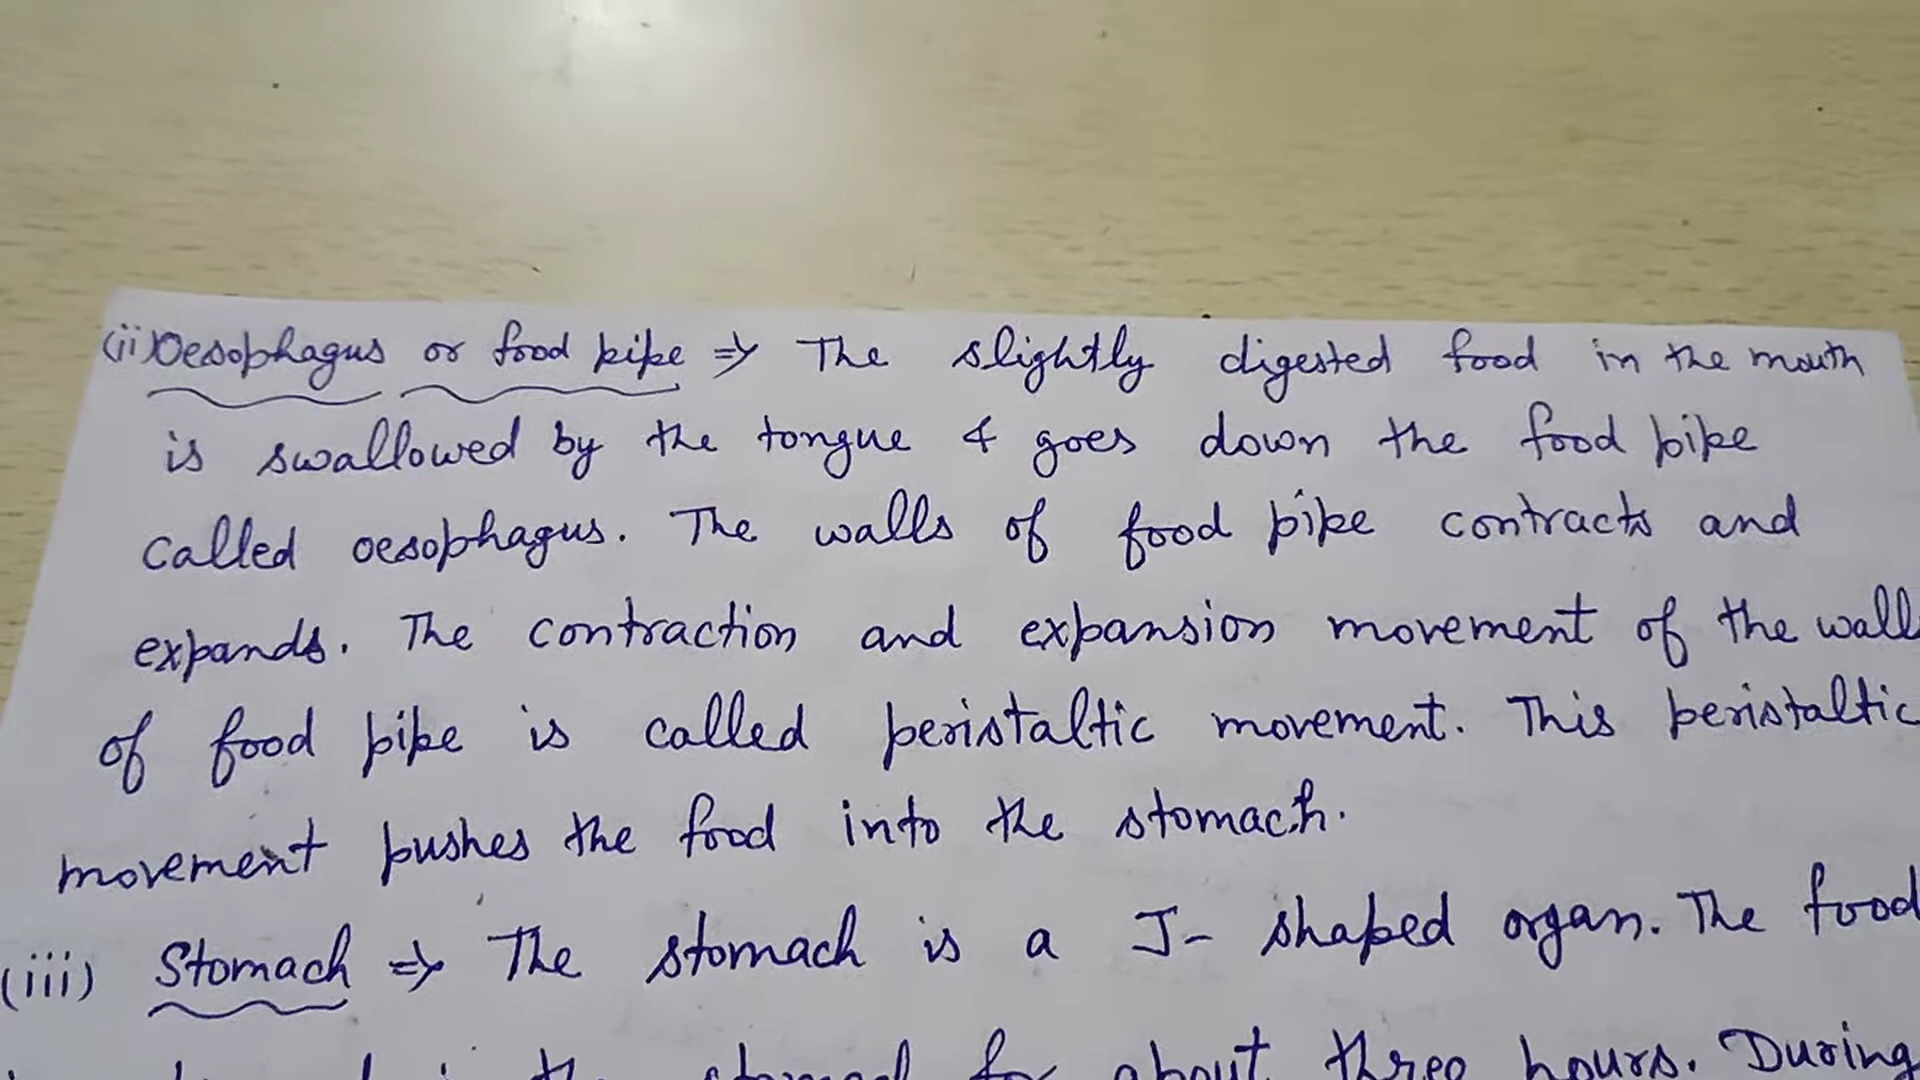 (ii) Oesophagus or food pipe => The slightly digested food in the mouth
is swallowed by the tongue & goes down the food pipe
called oesophagus. The walls of food pipe contracts and
expands. The contraction and expansion movement of the wall
of food pipe is called peristaltic movement. This peristaltic
movement pushes the food into the stomach.
(iii) Stomach => The stomach is a J- shaped organ. The food
about three hours. During